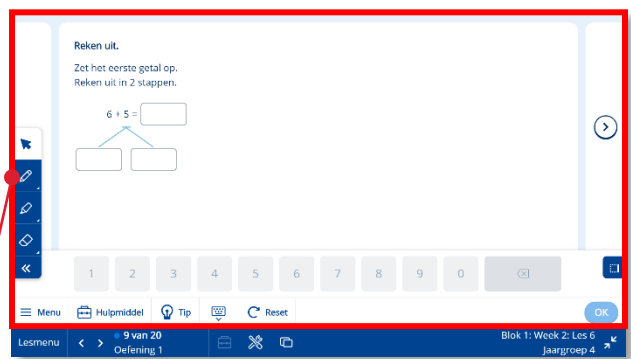 Reken uit.
Zet het eerste getal op.
Reken uit in 2 stappen.
6 + 5 =
1 2 3 4 5 6 7 8 9 0
Menu Hulpmiddel Tip Reset OK
Lesmenu 9 van 20 Blok 1: Week 2: Les 6
Oefening 1 Jaargroep 4